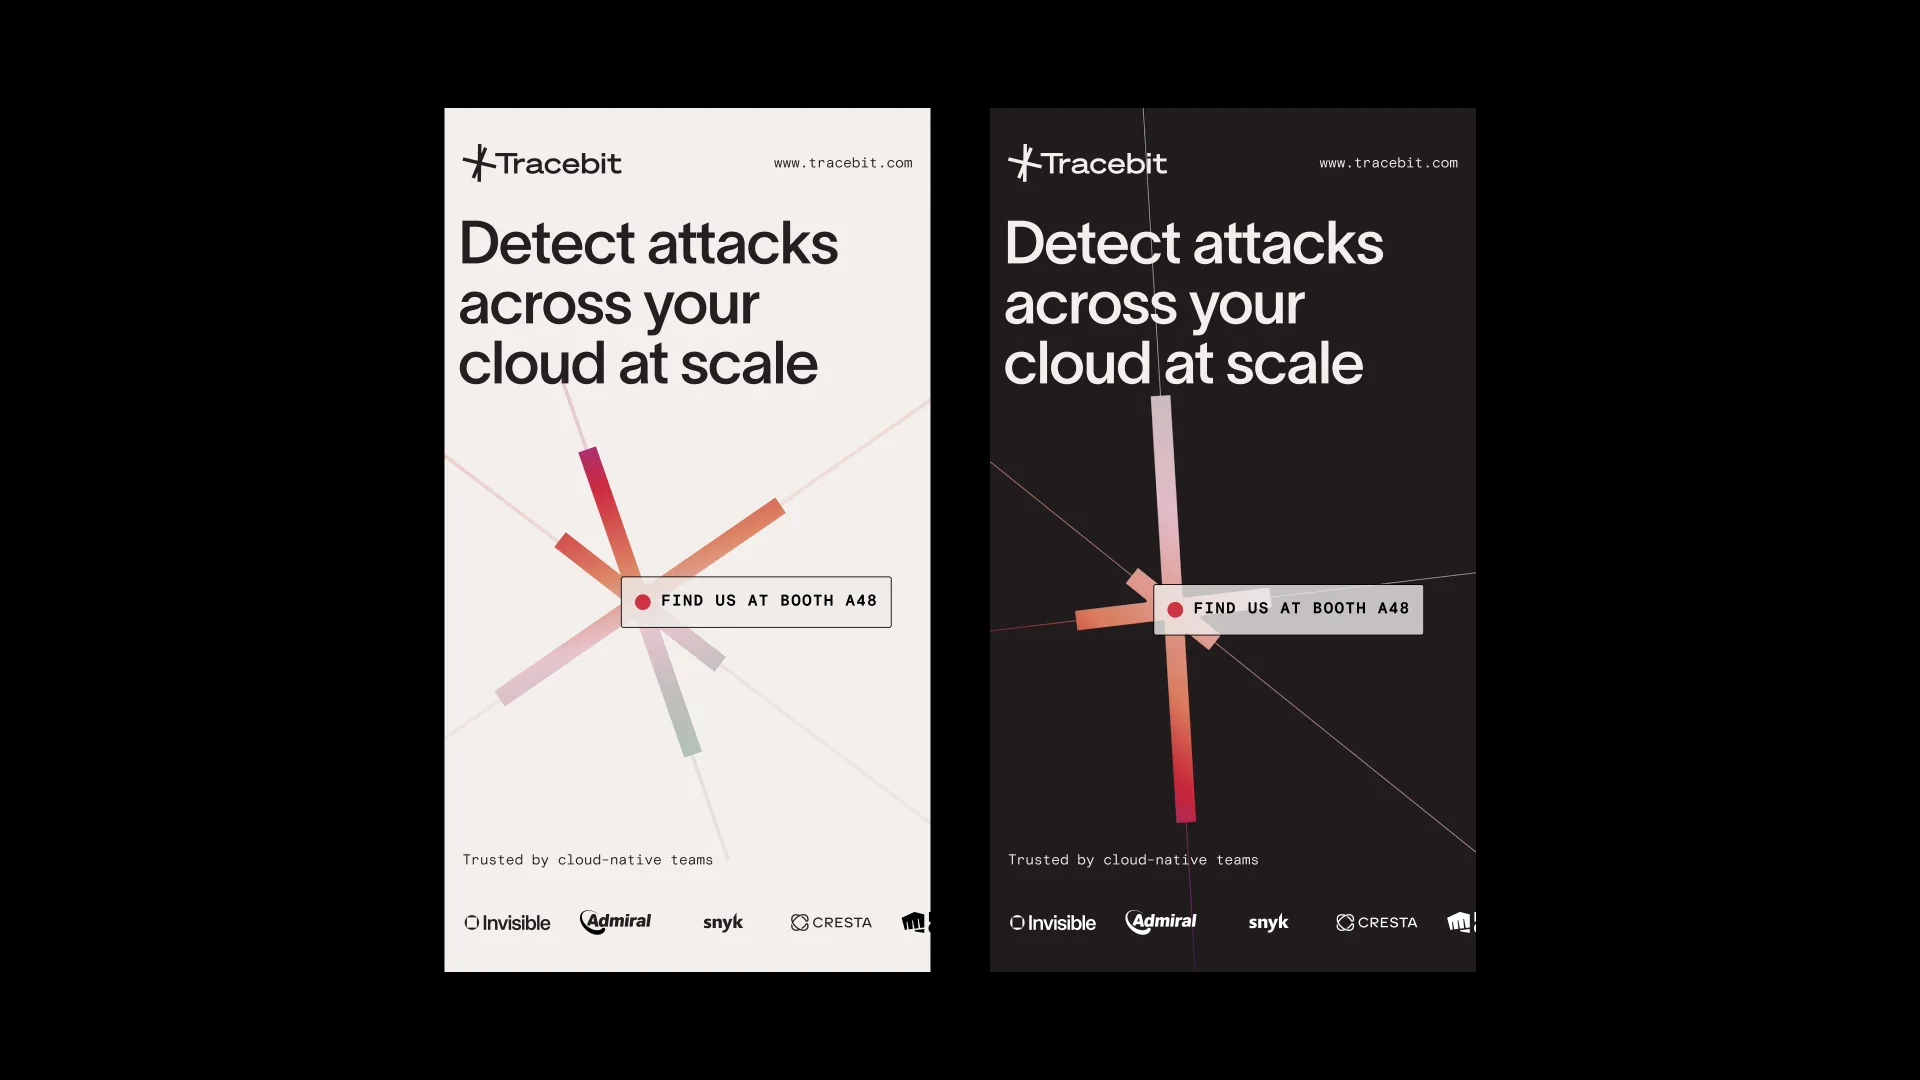 Tracebit
www.tracebit.com
Detect attacks
across your
cloud at scale
FIND US AT BOOTH A48
Trusted by cloud-native teams
Invisible Admiral snyk CRESTA
Tracebit
www.tracebit.com
Detect attacks
across your
cloud at scale
FIND US AT BOOTH A48
Trusted by cloud-native teams
Invisible Admiral snyk CRESTA